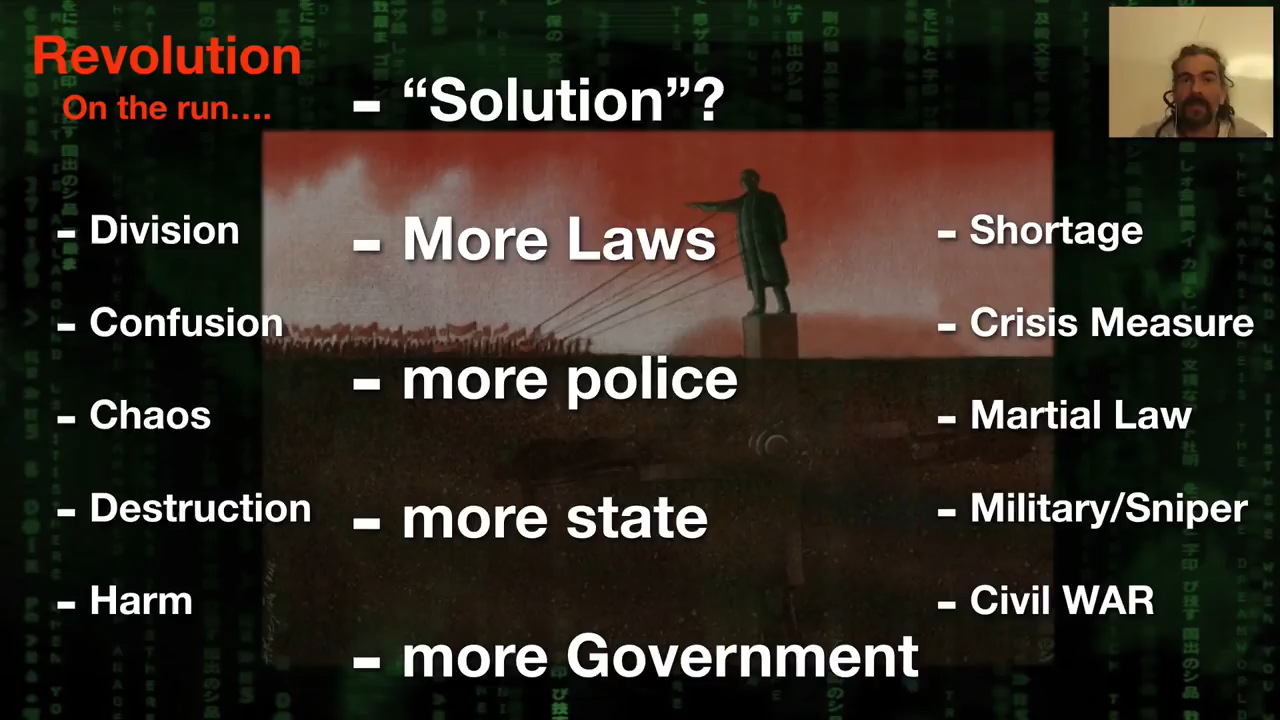 Revolution
On the run….
- “Solution”?
- Division
- Confusion
- Chaos
- Destruction
- Harm
- More Laws
- more police
- more state
- more Government
- Shortage
- Crisis Measure
- Martial Law
- Military/Sniper
- Civil WAR